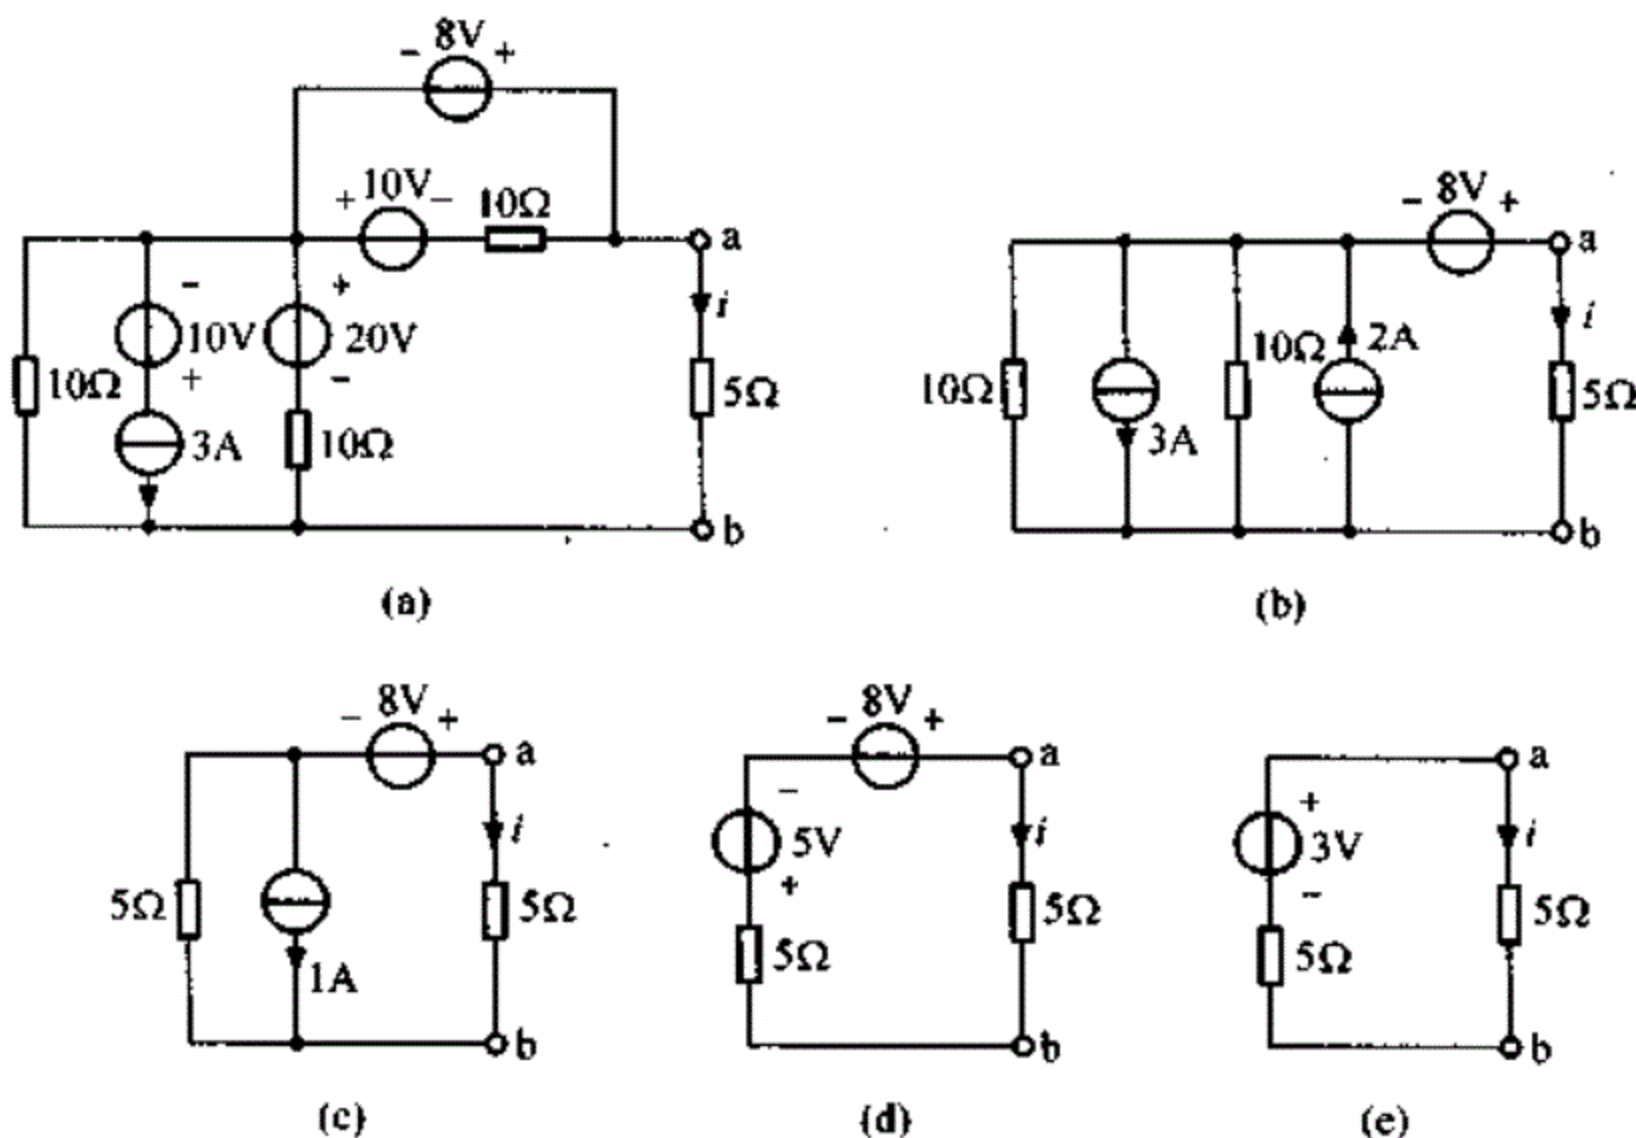 - 8V +
+ 10V - 10Ω
a
- + i
10V 20V
10Ω + - 5Ω
3A 10Ω
b
(a)
- 8V +
a
i
10Ω 10Ω 2A 5Ω
3A
b
(b)
- 8V +
a
i
5Ω 5Ω
1A
b
(c)
- 8V +
a
- i
5V
+ 5Ω
5Ω
b
(d)
a
+ i
3V
- 5Ω
5Ω
b
(e)